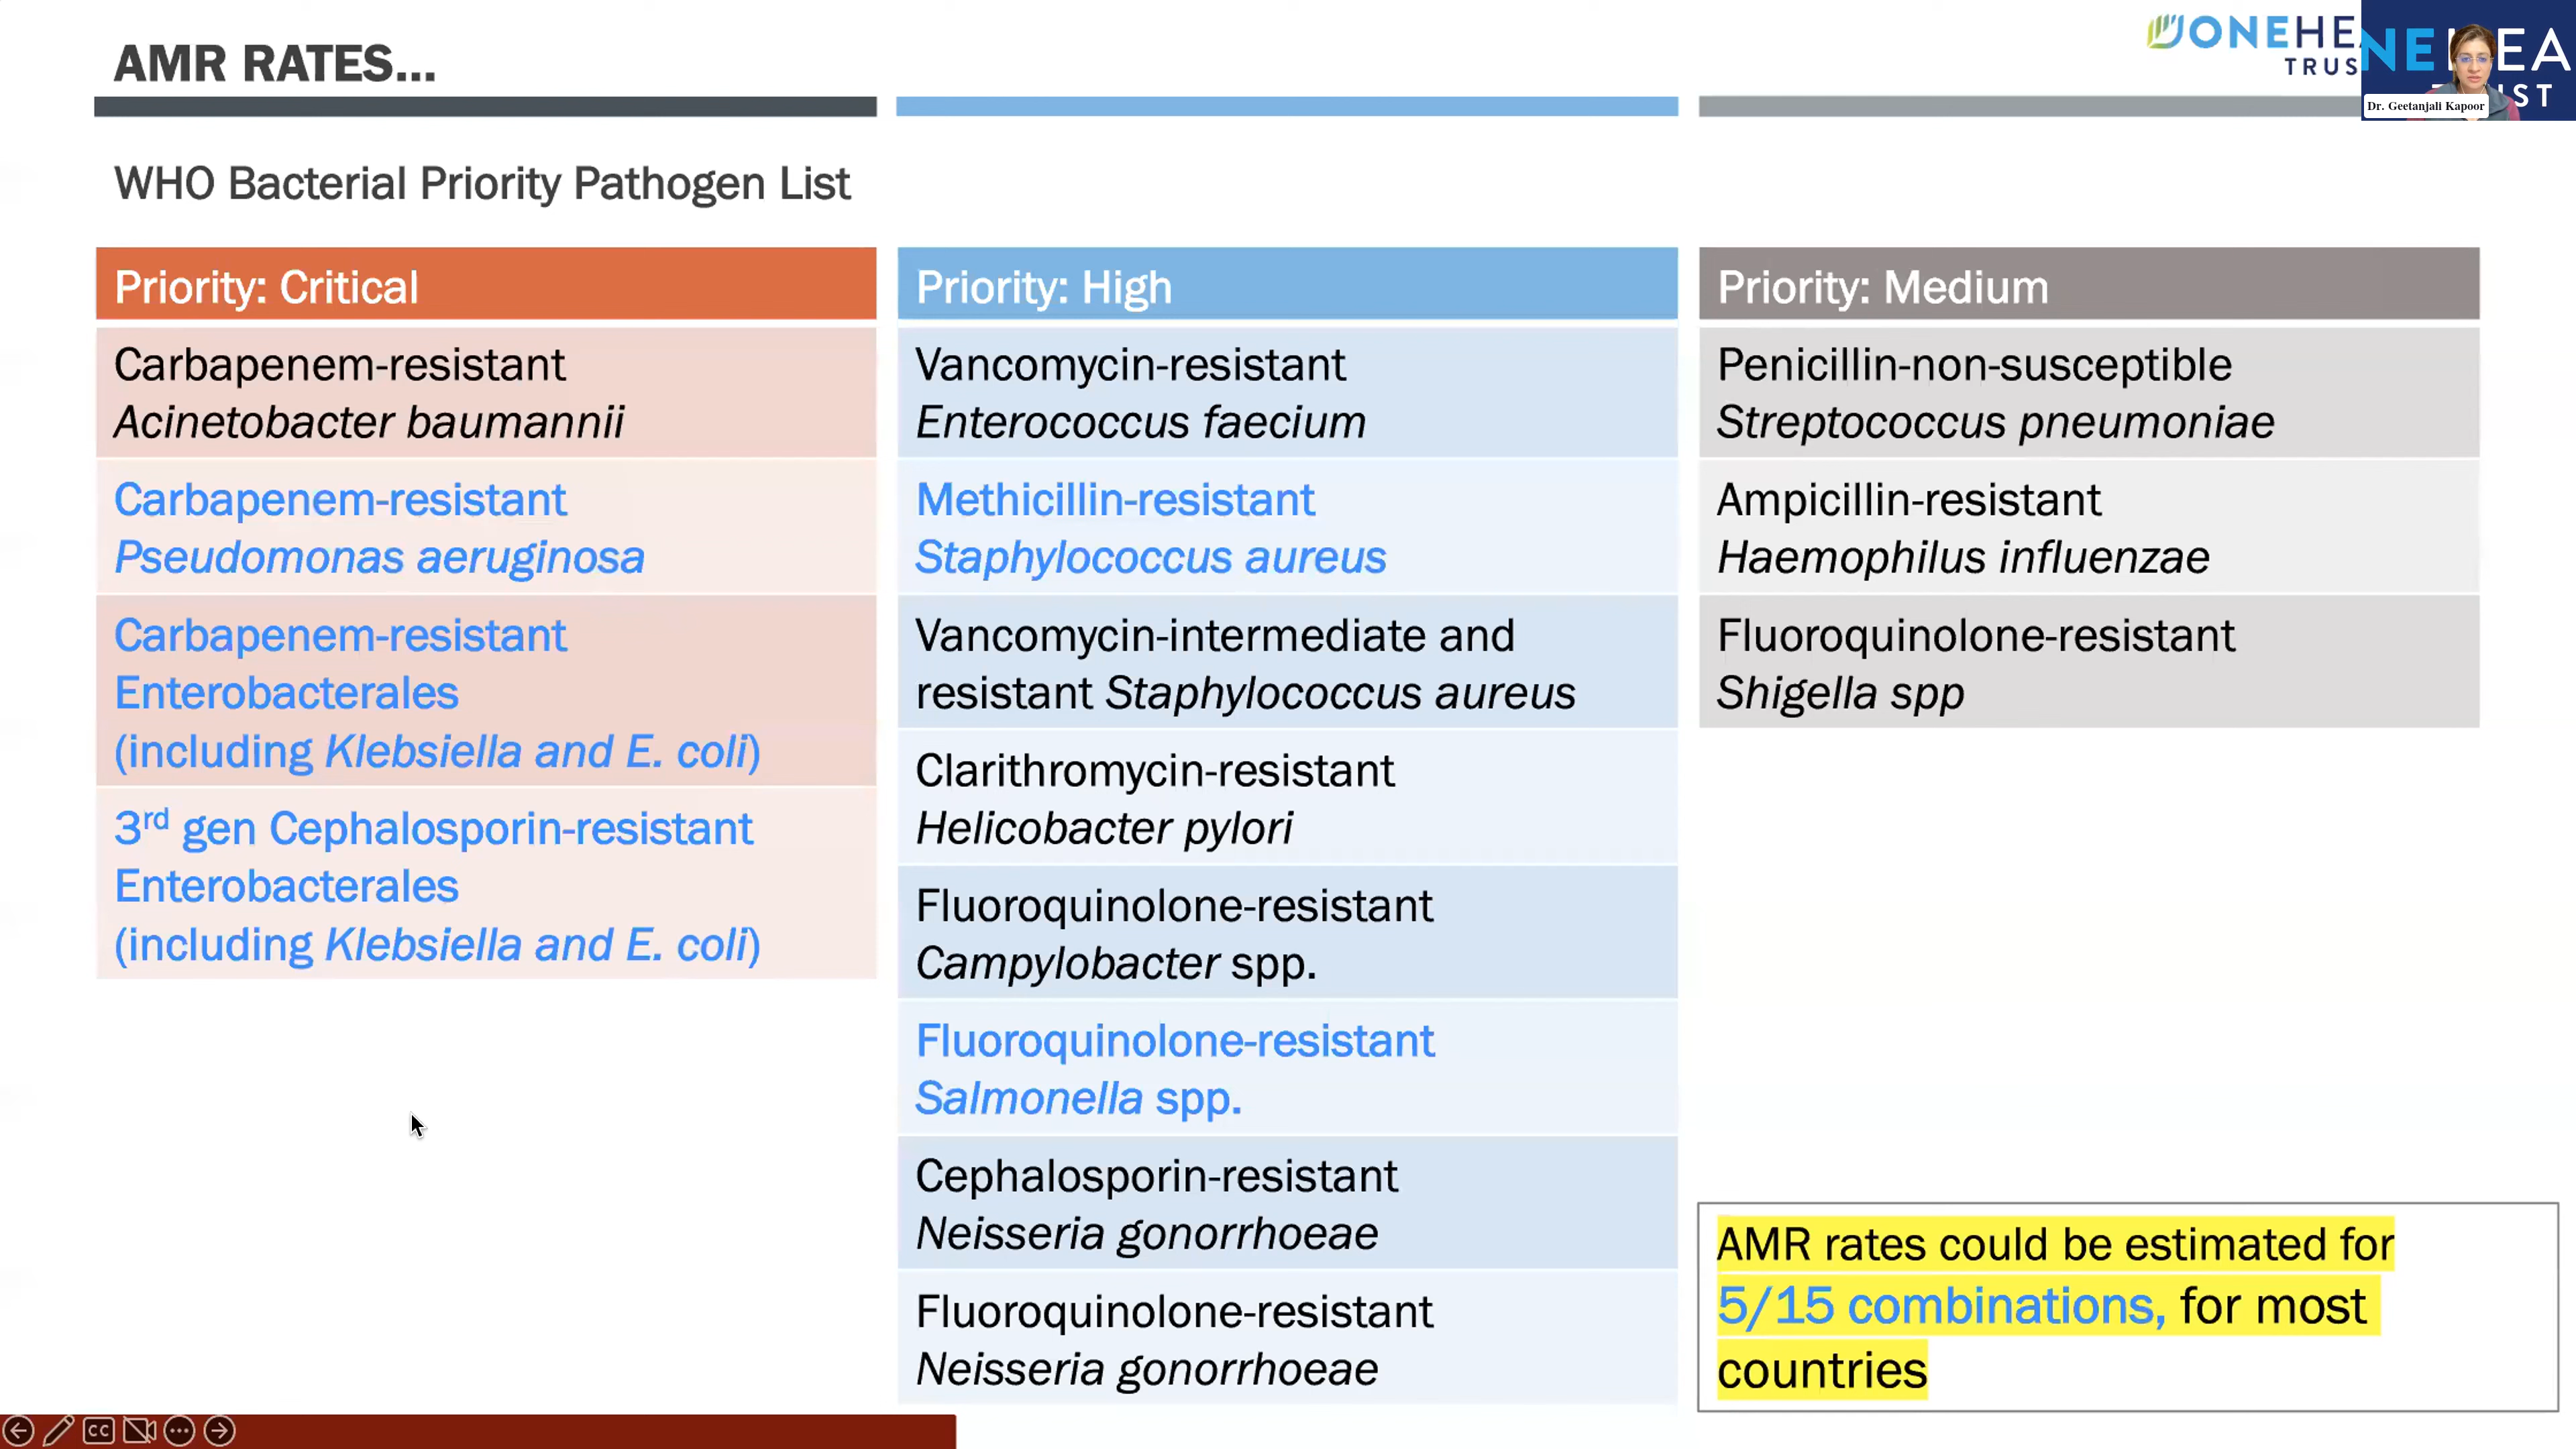 AMR RATES...
ONEHE
TRUS
NE
EA
ST
Dr. Geetanjali Kapoor
WHO Bacterial Priority Pathogen List
Priority: Critical
Carbapenem-resistant
Acinetobacter baumannii
Carbapenem-resistant
Pseudomonas aeruginosa
Carbapenem-resistant
Enterobacterales
(including Klebsiella and E. coli)
3rd gen Cephalosporin-resistant
Enterobacterales
(including Klebsiella and E. coli)
Priority: High
Vancomycin-resistant
Enterococcus faecium
Methicillin-resistant
Staphylococcus aureus
Vancomycin-intermediate and
resistant Staphylococcus aureus
Clarithromycin-resistant
Helicobacter pylori
Fluoroquinolone-resistant
Campylobacter spp.
Fluoroquinolone-resistant
Salmonella spp.
Cephalosporin-resistant
Neisseria gonorrhoeae
Fluoroquinolone-resistant
Neisseria gonorrhoeae
Priority: Medium
Penicillin-non-susceptible
Streptococcus pneumoniae
Ampicillin-resistant
Haemophilus influenzae
Fluoroquinolone-resistant
Shigella spp
AMR rates could be estimated for
5/15 combinations, for most
countries
CC